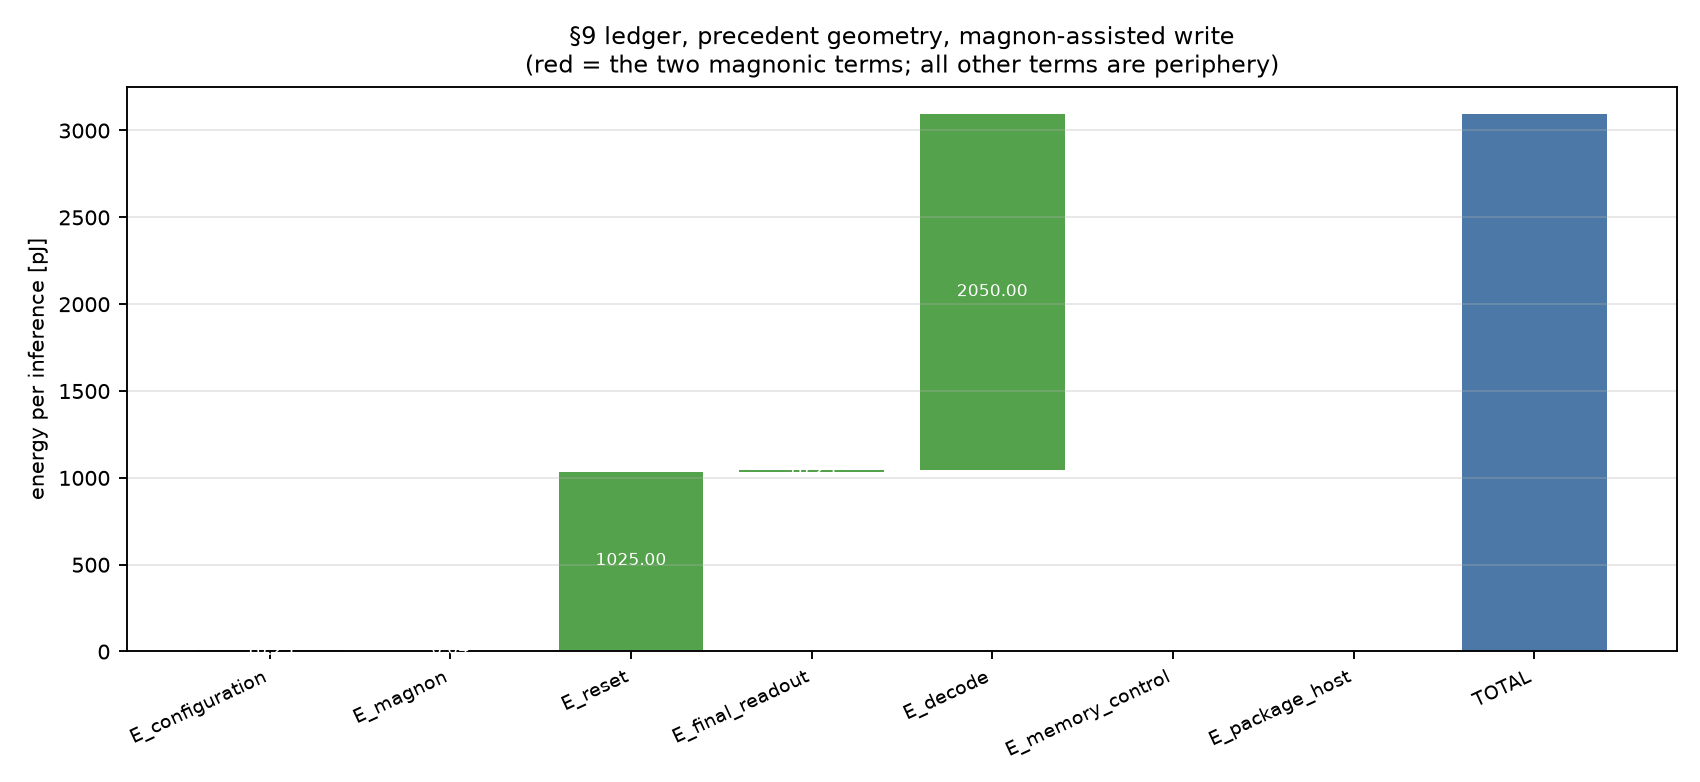 §9 ledger, precedent geometry, magnon-assisted write
(red = the two magnonic terms; all other terms are periphery)
energy per inference [pJ]
3000
2500
2000
1500
1000
500
0
2050.00
1025.00
E_configuration
E_magnon
E_reset
E_final_readout
E_decode
E_memory_control
E_package_host
TOTAL